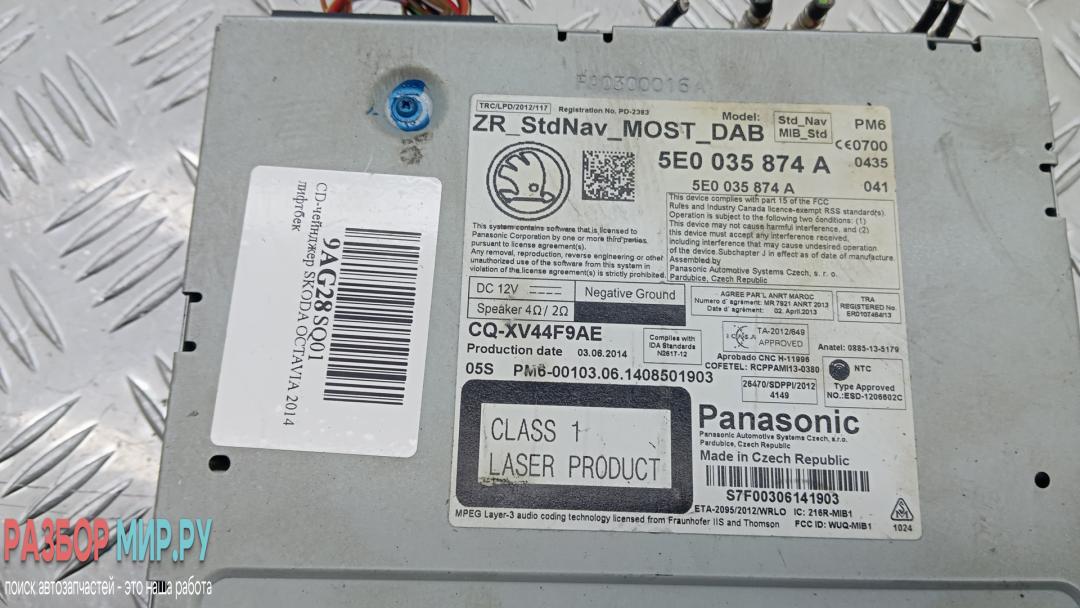 FA0300016A
TRC/LPD/2012/117
Registration No. PD-2383
ZR_StdNav_MOST_DAB
Model:
Std_Nav
MIB_Std
PM6
CE0700
0435
5E0 035 874 A
5E0 035 874 A
041
This system contains software that is licensed to
Panasonic Corporation by one or more third parties,
pursuant to license agreement(s).
Any removal, reproduction, reverse engineering or other
unauthorized use of the software from this system in
violation of the license agreement(s) is strictly prohibited.
This device complies with part 15 of the FCC
Rules and Industry Canada licence-exempt RSS standard(s).
Operation is subject to the following two conditions: (1)
This device may not cause harmful interference, and (2)
this device must accept any interference received,
including interference that may cause undesired operation
of the device.Subchapter J in effect as of date of manufacture.
Assembled by
Panasonic Automotive Systems Czech, s. r. o.
Pardubice, Czech Republic
DC 12V
Negative Ground
Speaker 4Ω / 2Ω
AGREE PAR'L ANRT MAROC
Numero d' agrément: MR 7921 ANRT 2013
Date d' agrément: 02. April.2013
TRA
REGISTERED No
ER0107464/13
CQ-XV44F9AE
Production date 03.06.2014
Complies with
IDA Standards
N2617-12
ICASA
TA-2012/649
APPROVED
Anatel: 0885-13-5179
Aprobado CNC H-11996
COFETEL: RCPPAMI13-0380
05S PM6-00103.06.1408501903
26470/SDPPI/2012
4149
NTC
Type Approved
NO.:ESD-1206602C
CLASS 1
LASER PRODUCT
Panasonic
Panasonic Automotive Systems Czech, s.r.o.
Pardubice, Czech Republic
Made in Czech Republic
S7F00306141903
MPEG Layer-3 audio coding technology licensed from Fraunhofer IIS and Thomson
ETA-2095/2012/WRLO IC: 216R-MIB1
FCC ID: WUQ-MIB1
1024
9AG28SQ01
CD-чейнджер SKODA OCTAVIA 2014
лифтбек
РАЗБОРМИР.РУ
поиск автозапчастей - это наша работа